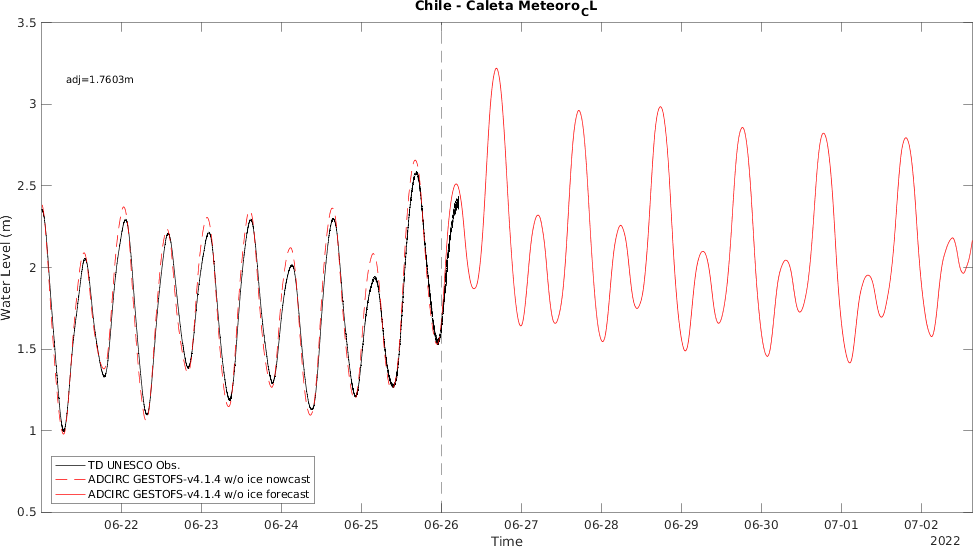 Chile - Caleta Meteoro_CL
adj=1.7603m
Water Level (m)
3.5
3
2.5
2
1.5
1
0.5
TD UNESCO Obs.
ADCIRC GESTOFS-v4.1.4 w/o ice nowcast
ADCIRC GESTOFS-v4.1.4 w/o ice forecast
06-22 06-23 06-24 06-25 06-26 06-27 06-28 06-29 06-30 07-01 07-02
Time
2022